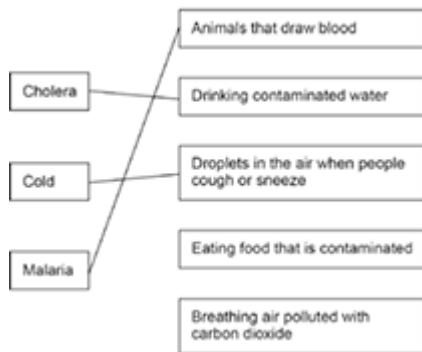 Animals that draw blood
Cholera
Drinking contaminated water
Droplets in the air when people
cough or sneeze
Cold
Eating food that is contaminated
Malaria
Breathing air polluted with
carbon dioxide